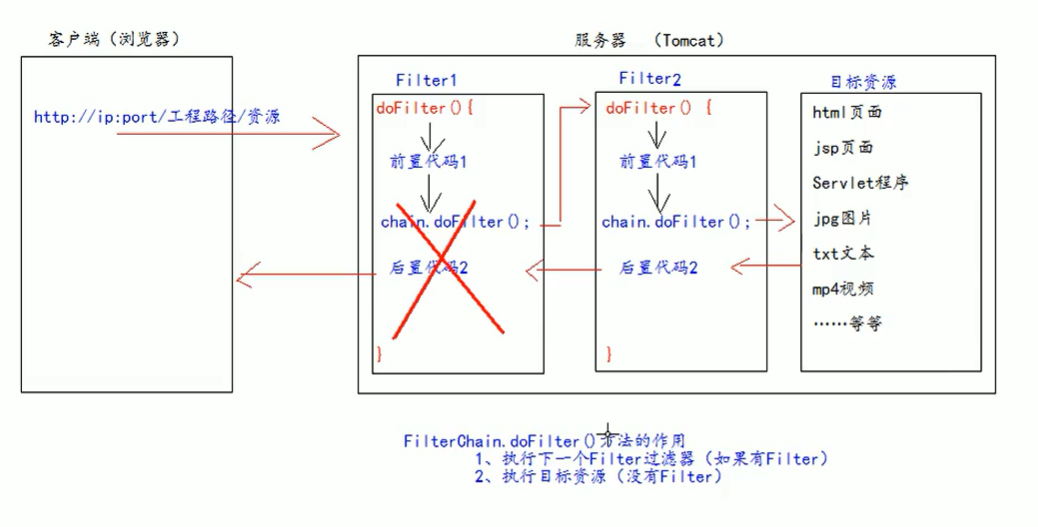 客户端（浏览器）
服务器 （Tomcat）
http://ip:port/工程路径/资源
Filter1
doFilter(){
前置代码1
chain.doFilter();
后置代码2
}
Filter2
doFilter() {
前置代码1
chain.doFilter();
后置代码2
}
目标资源
html页面
jsp页面
Servlet程序
jpg图片
txt文本
mp4视频
……等等
FilterChain.doFilter()方法的作用
1、执行下一个Filter过滤器（如果有Filter）
2、执行目标资源（没有Filter）